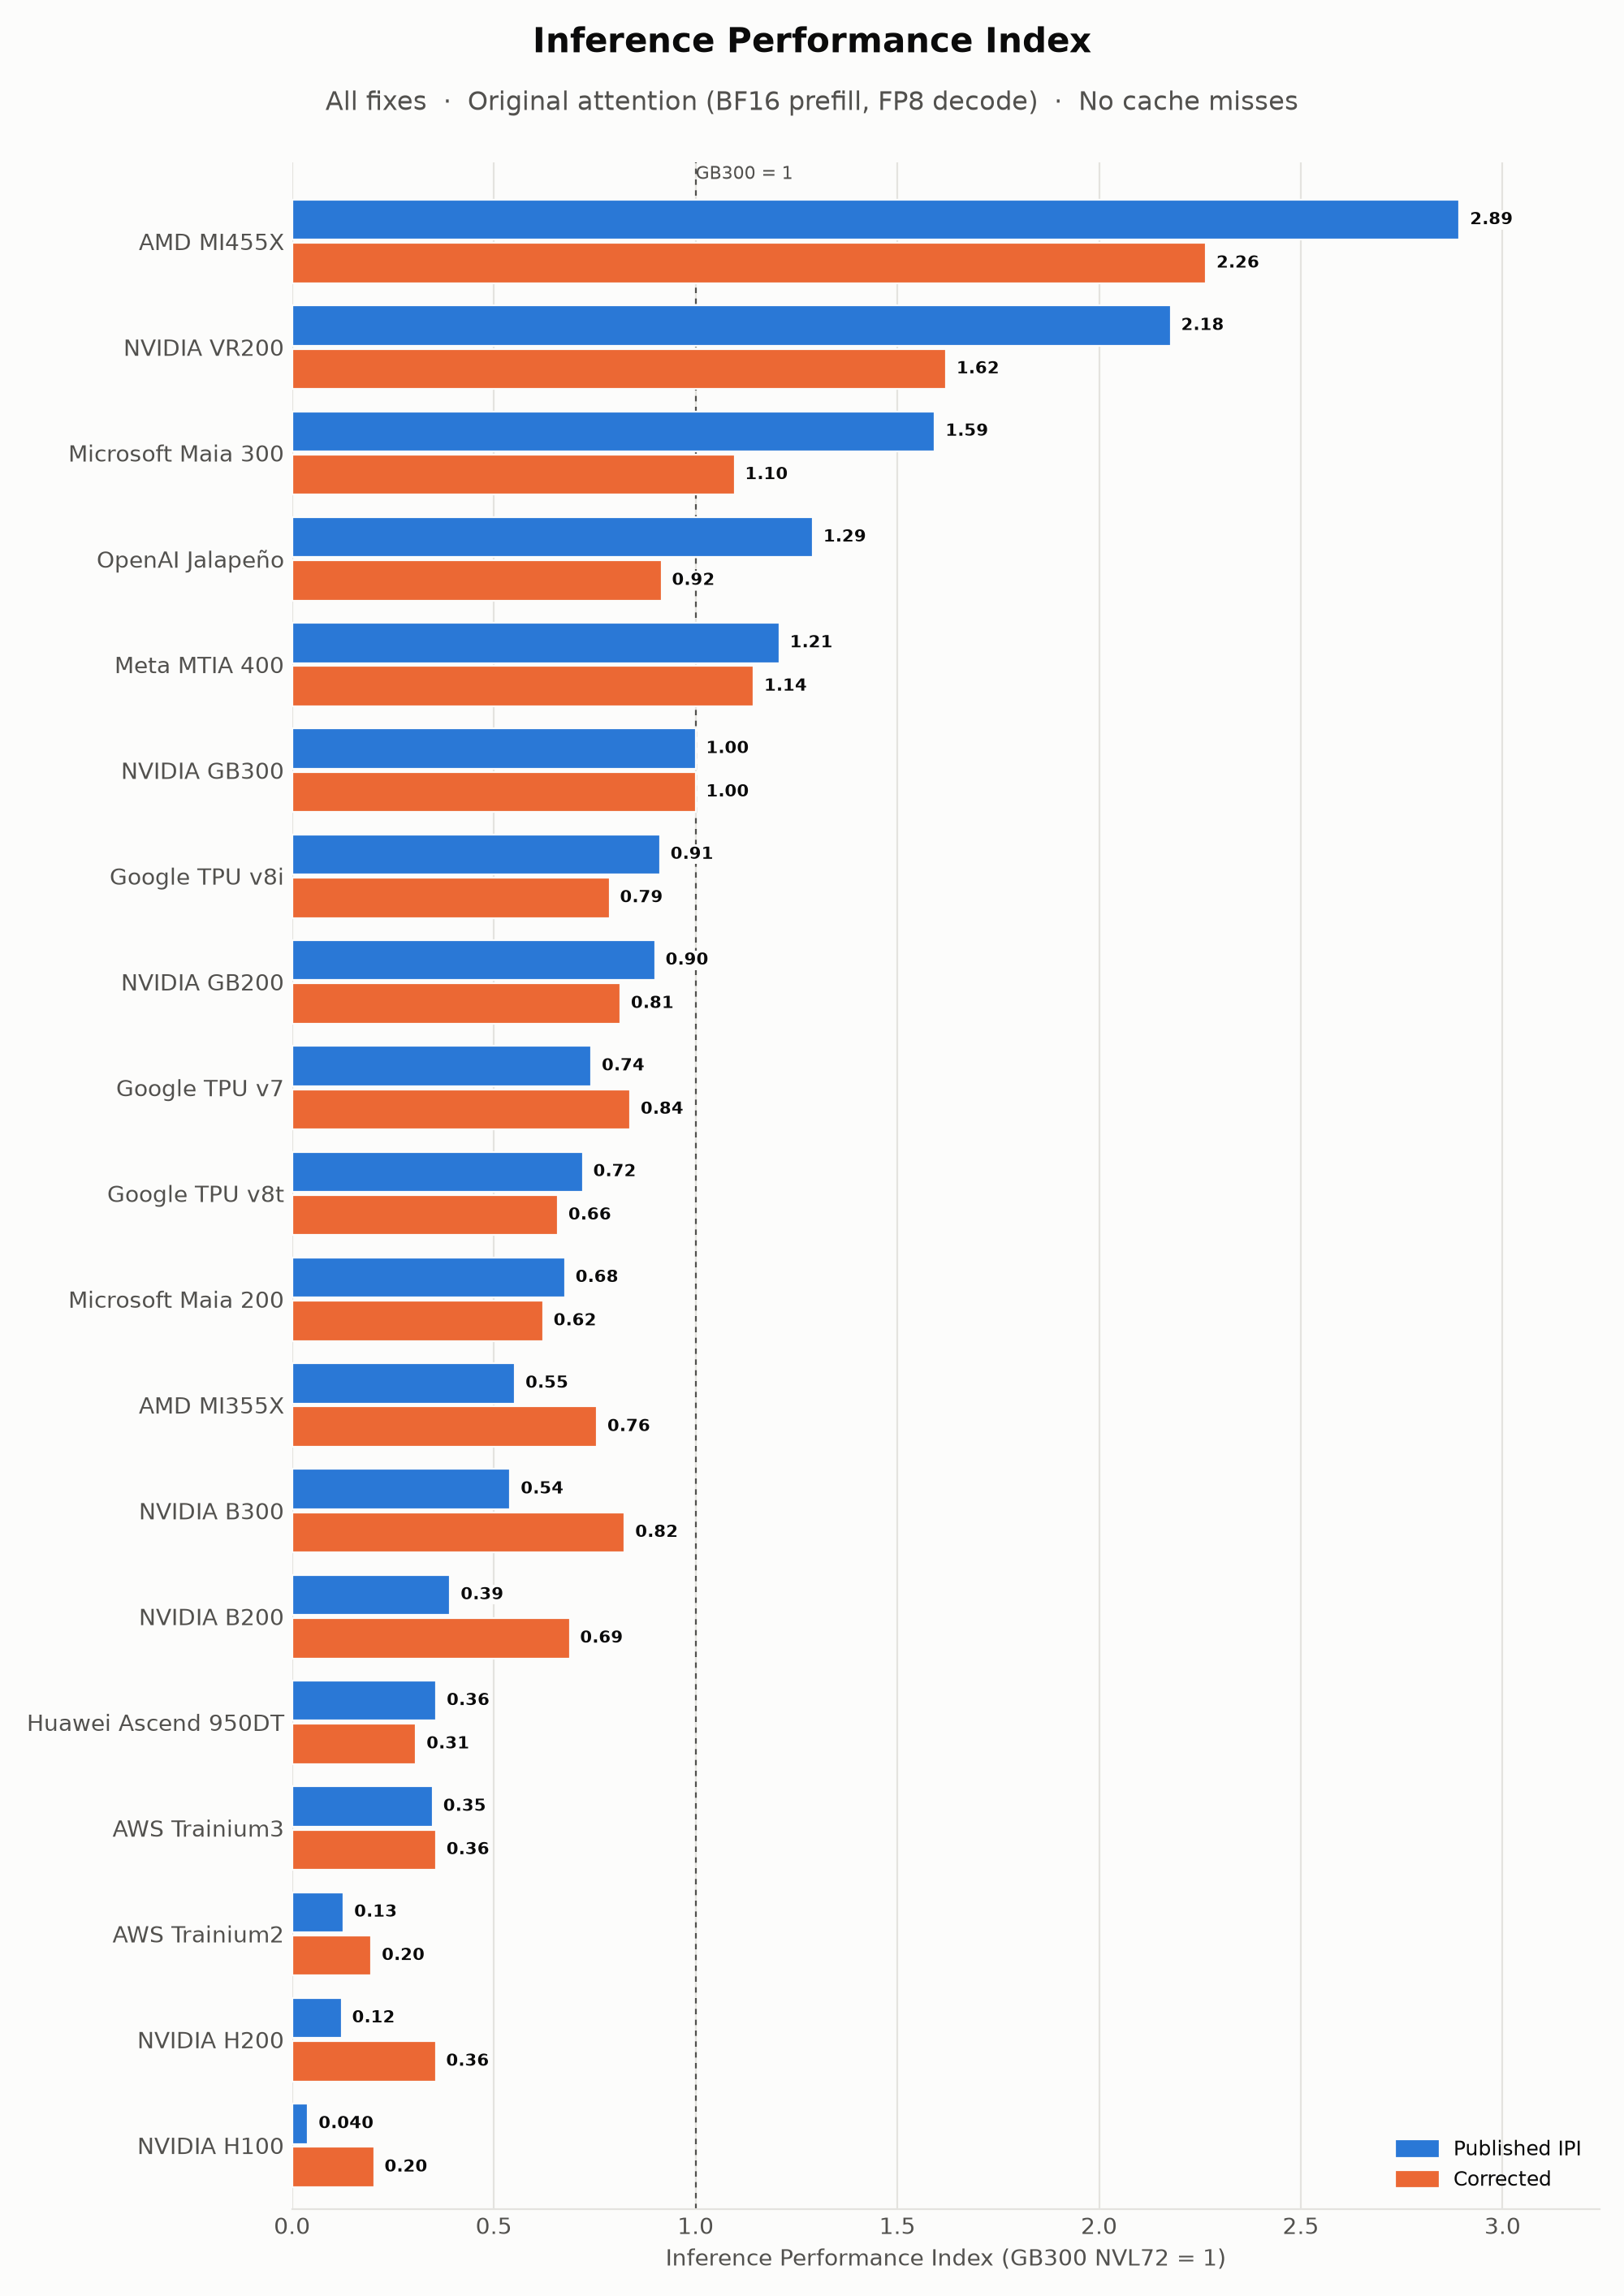 Inference Performance Index
All fixes · Original attention (BF16 prefill, FP8 decode) · No cache misses
GB300 = 1
AMD MI455X
2.89
2.26
NVIDIA VR200
2.18
1.62
Microsoft Maia 300
1.59
1.10
OpenAI Jalapeño
1.29
0.92
Meta MTIA 400
1.21
1.14
NVIDIA GB300
1.00
1.00
Google TPU v8i
0.91
0.79
NVIDIA GB200
0.90
0.81
Google TPU v7
0.74
0.84
Google TPU v8t
0.72
0.66
Microsoft Maia 200
0.68
0.62
AMD MI355X
0.55
0.76
NVIDIA B300
0.54
0.82
NVIDIA B200
0.39
0.69
Huawei Ascend 950DT
0.36
0.31
AWS Trainium3
0.35
0.36
AWS Trainium2
0.13
0.20
NVIDIA H200
0.12
0.36
NVIDIA H100
0.040
0.20
Published IPI
Corrected
0.0 0.5 1.0 1.5 2.0 2.5 3.0
Inference Performance Index (GB300 NVL72 = 1)